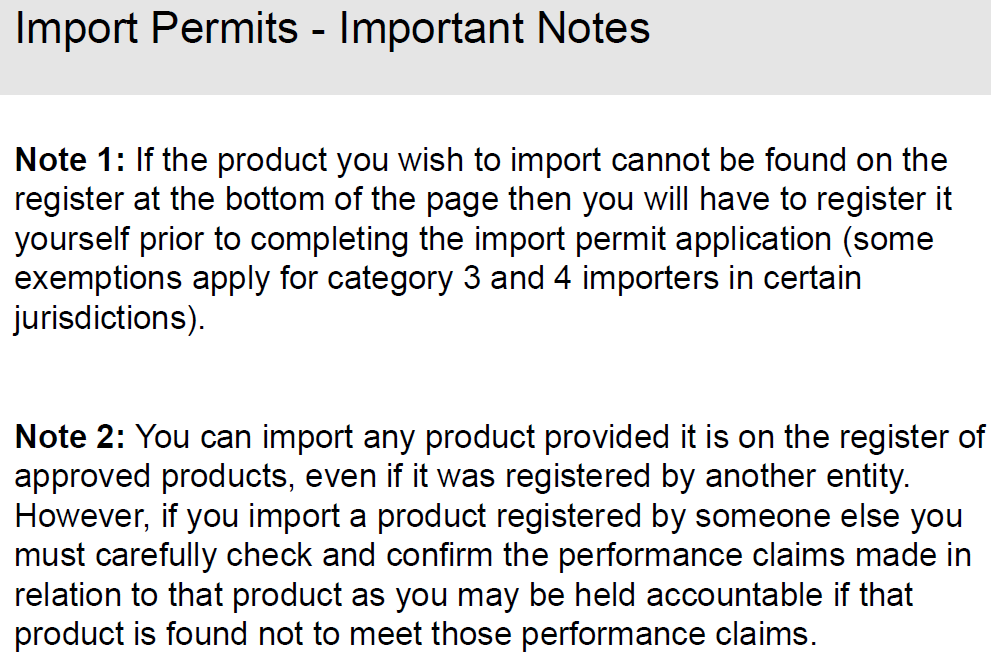 Import Permits - Important Notes
Note 1: If the product you wish to import cannot be found on the
register at the bottom of the page then you will have to register it
yourself prior to completing the import permit application (some
exemptions apply for category 3 and 4 importers in certain
jurisdictions).
Note 2: You can import any product provided it is on the register of
approved products, even if it was registered by another entity.
However, if you import a product registered by someone else you
must carefully check and confirm the performance claims made in
relation to that product as you may be held accountable if that
product is found not to meet those performance claims.